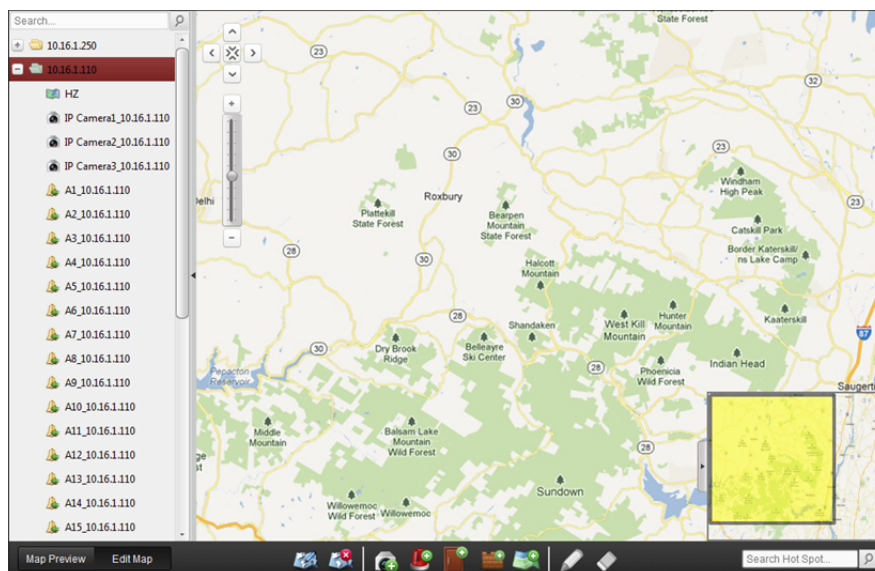 Search...
10.16.1.250
10.16.1.110
HZ
IP Camera1_10.16.1.110
IP Camera2_10.16.1.110
IP Camera3_10.16.1.110
A1_10.16.1.110
A2_10.16.1.110
A3_10.16.1.110
A4_10.16.1.110
A5_10.16.1.110
A6_10.16.1.110
A7_10.16.1.110
A8_10.16.1.110
A9_10.16.1.110
A10_10.16.1.110
A11_10.16.1.110
A12_10.16.1.110
A13_10.16.1.110
A14_10.16.1.110
A15_10.16.1.110
State Forest
23
30
32
23
30
23
30
Windham
High Peak
23
elhi
Roxbury
Plattekill
State Forest
Bearpen
Mountain
State Forest
Catskill Park
28
30
Border Katerskill/
ns Lake Camp
Halcott
Mountain
28
Shandaken
West Kill
Mountain
Hunter
Mountain
Kaaterskill
87
30
Dry Brook
Ridge
Belleayre
Ski Center
28
Phoenicia
Wild Forest
Indian Head
Pepacton
Reservoir
Saugerti
Middle
Mountain
Balsam Lake
Mountain
Wild Forest
28
ge
st
Sundown
Willowemoc
Wild Forest
Willowemoc
Map Preview
Edit Map
Search Hot Spot...